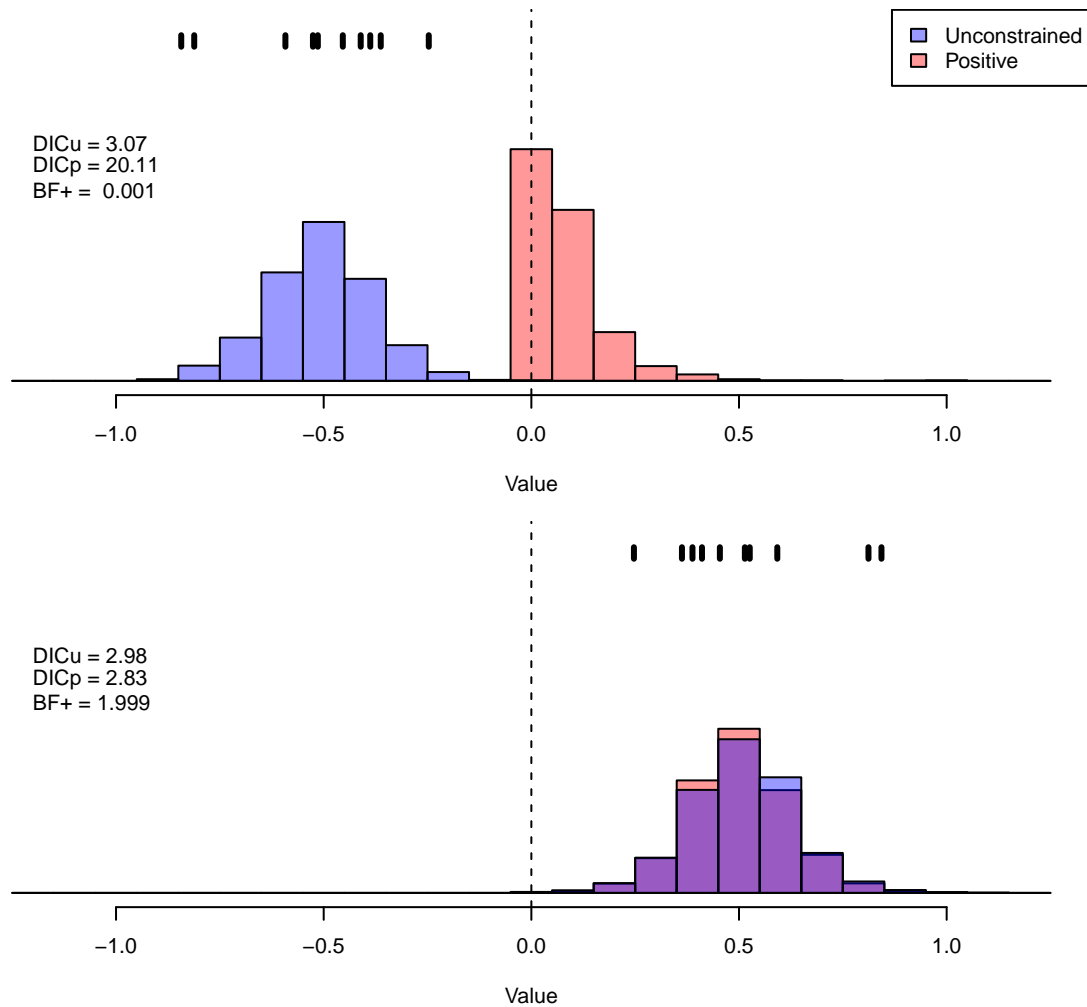 Unconstrained
Positive
DICu = 3.07
DICp = 20.11
BF+ =  0.001
−1.0 −0.5 0.0 0.5 1.0
Value
DICu = 2.98
DICp = 2.83
BF+ = 1.999
−1.0 −0.5 0.0 0.5 1.0
Value